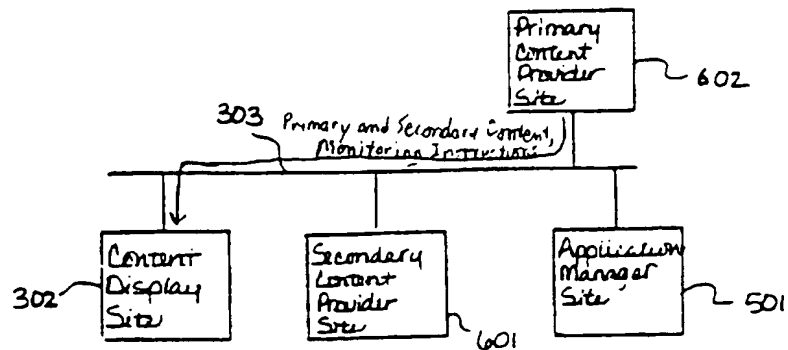 Primary
Content
Provider
Site
602
303
Primary and Secondary Content,
Monitoring Instructions
Content
Display
Site
302
Secondary
Content
Provider
Site
601
Application
Manager
Site
501